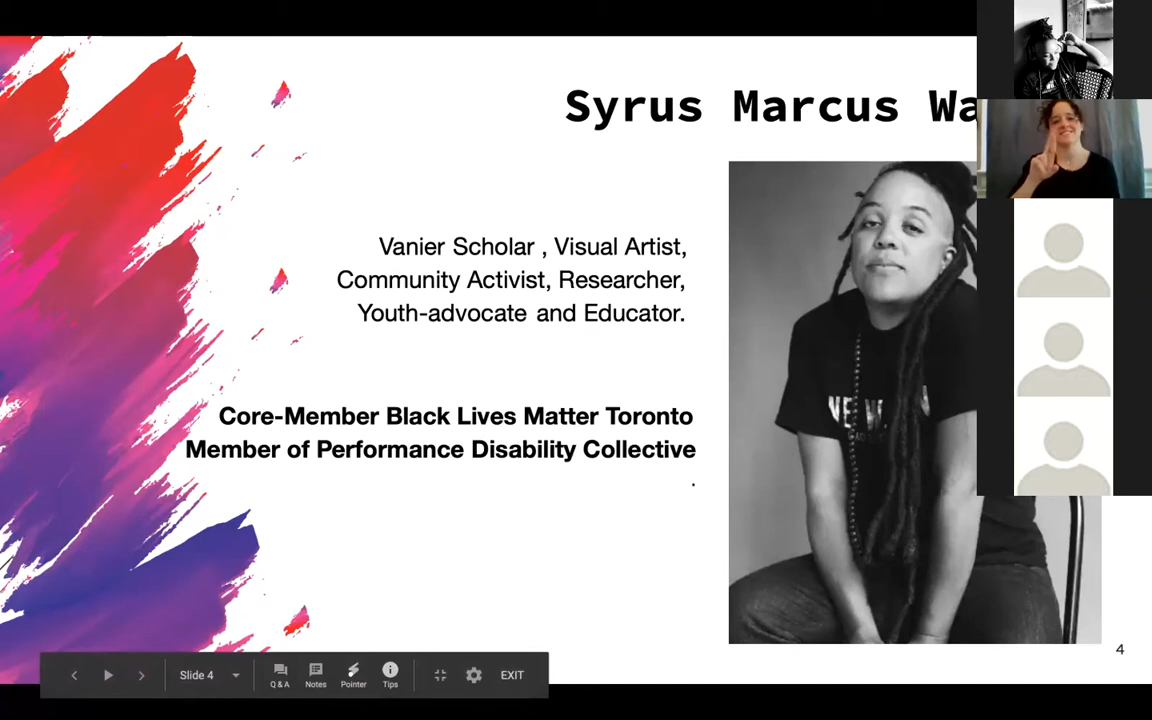 Syrus Marcus Wa
Vanier Scholar , Visual Artist,
Community Activist, Researcher,
Youth-advocate and Educator.
Core-Member Black Lives Matter Toronto
Member of Performance Disability Collective
.
4
Slide 4
Q & A
Notes
Pointer
Tips
EXIT